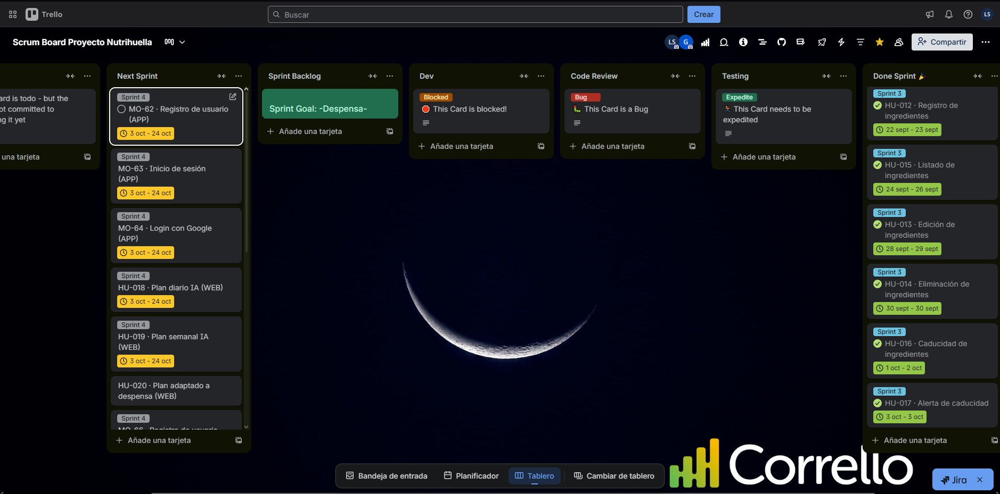 Trello
Buscar
Crear
LS
Scrum Board Proyecto Nutrihuella
LS
G
Compartir
ard is todo - but the
ot committed to
ng it yet
una tarjeta
Next Sprint
Sprint 4
MO-62 · Registro de usuario
(APP)
3 oct - 24 oct
Sprint 4
MO-63 · Inicio de sesión
(APP)
3 oct - 24 oct
Sprint 4
MO-64 · Login con Google
(APP)
3 oct - 24 oct
Sprint 4
HU-018 · Plan diario IA (WEB)
3 oct - 24 oct
Sprint 4
HU-019 · Plan semanal IA
(WEB)
3 oct - 24 oct
HU-020 · Plan adaptado a
despensa (WEB)
Sprint 4
MO-66 · Registro de usuario
Añade una tarjeta
Sprint Backlog
Sprint Goal: -Despensa-
Añade una tarjeta
Dev
Blocked
This Card is blocked!
Añade una tarjeta
Code Review
Bug
This Card is a Bug
Añade una tarjeta
Testing
Expedite
This Card needs to be
expedited
Añade una tarjeta
Done Sprint
Sprint 3
HU-012 · Registro de
ingredientes
22 sept - 23 sept
Sprint 3
HU-015 · Listado de
ingredientes
24 sept - 26 sept
Sprint 3
HU-013 · Edición de
ingredientes
28 sept - 29 sept
Sprint 3
HU-014 · Eliminación de
ingredientes
30 sept - 30 sept
Sprint 3
HU-016 · Caducidad de
ingredientes
1 oct - 2 oct
Sprint 3
HU-017 · Alerta de caducidad
3 oct - 3 oct
Añade una tarjeta
Bandeja de entrada
Planificador
Tablero
Cambiar de tablero
Corrello
Jira